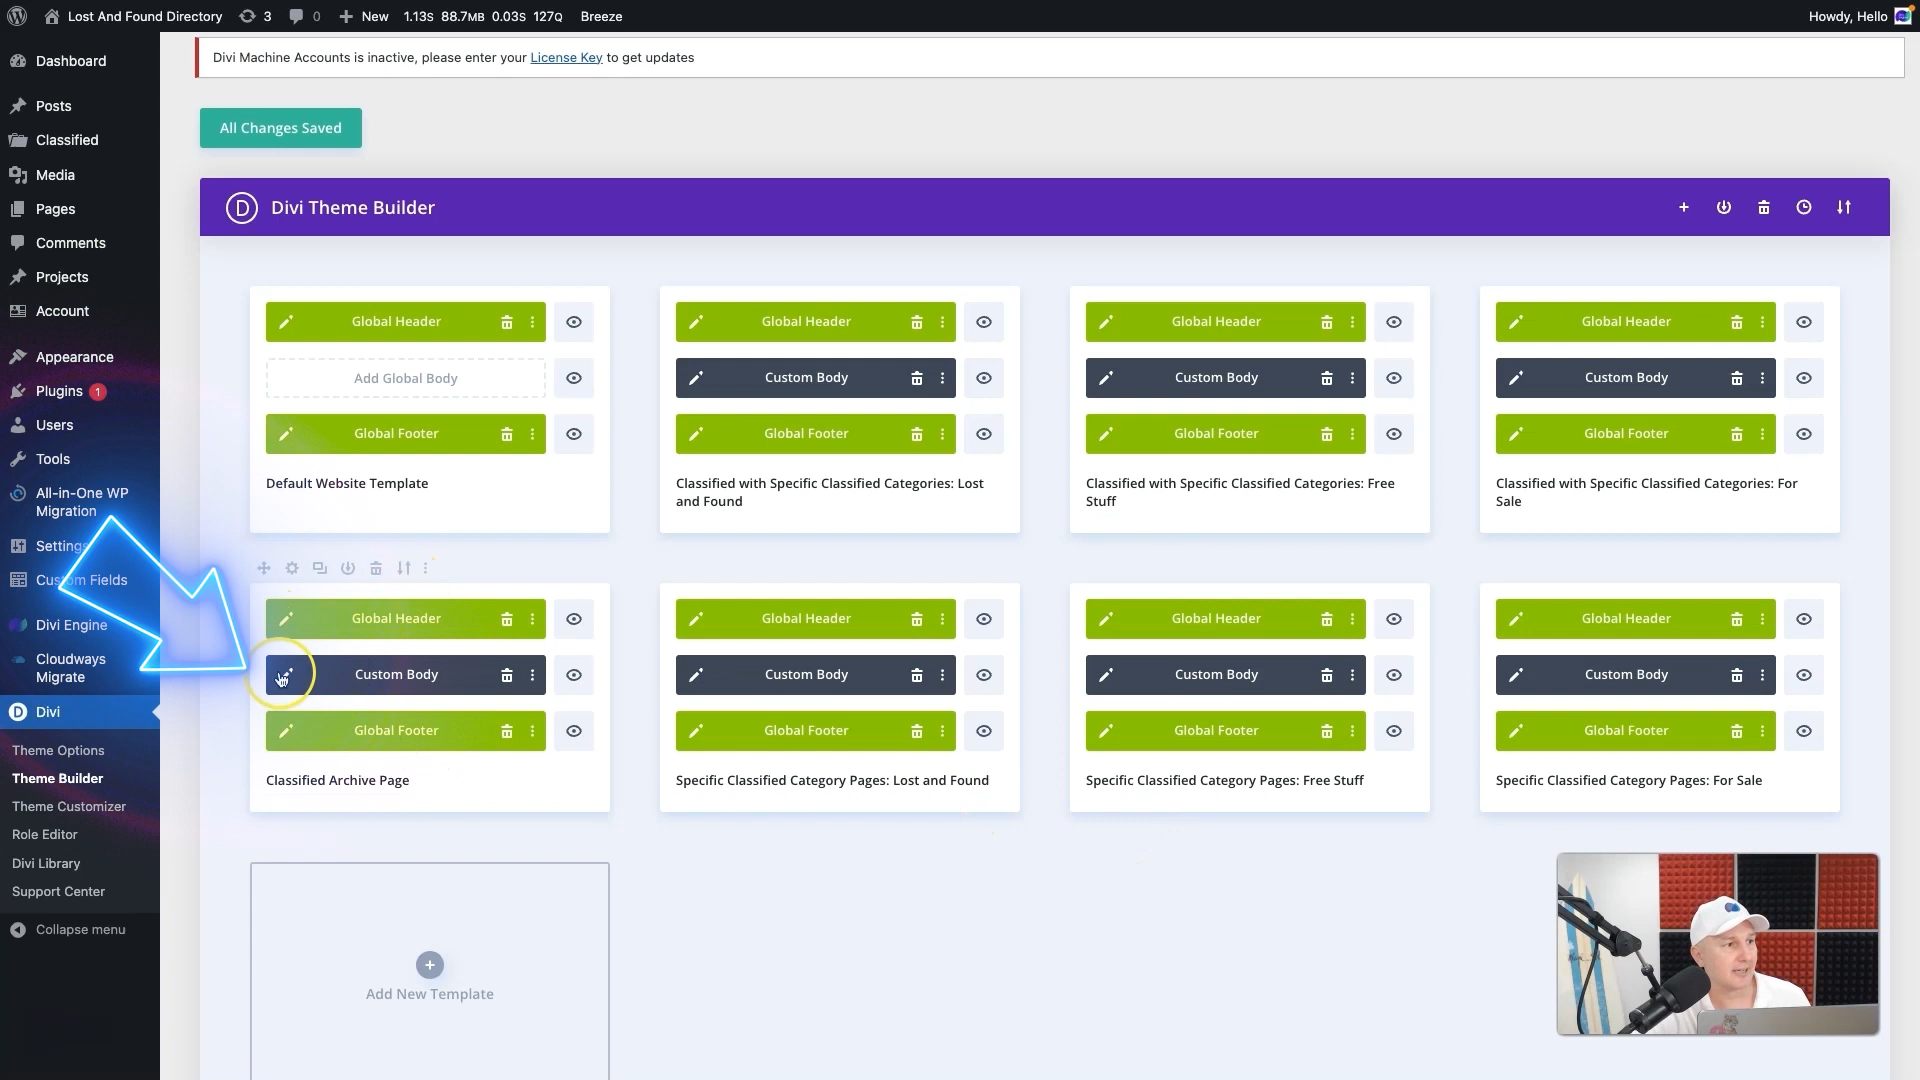 Lost And Found Directory 3 0 New 1.13S 88.7MB 0.03S 127Q Breeze Howdy, Hello
Divi Machine Accounts is inactive, please enter your License Key to get updates
All Changes Saved
D Divi Theme Builder
Dashboard
Posts
Classified
Media
Pages
Comments
Projects
Account
Appearance
Plugins 1
Users
Tools
All-in-One WP
Migration
Settings
Custom Fields
Divi Engine
Cloudways
Migrate
D Divi
Theme Options
Theme Builder
Theme Customizer
Role Editor
Divi Library
Support Center
Collapse menu
Global Header
Add Global Body
Global Footer
Default Website Template
Global Header
Custom Body
Global Footer
Classified with Specific Classified Categories: Lost
and Found
Global Header
Custom Body
Global Footer
Classified with Specific Classified Categories: Free
Stuff
Global Header
Custom Body
Global Footer
Classified with Specific Classified Categories: For
Sale
Global Header
Custom Body
Global Footer
Classified Archive Page
Global Header
Custom Body
Global Footer
Specific Classified Category Pages: Lost and Found
Global Header
Custom Body
Global Footer
Specific Classified Category Pages: Free Stuff
Global Header
Custom Body
Global Footer
Specific Classified Category Pages: For Sale
Add New Template